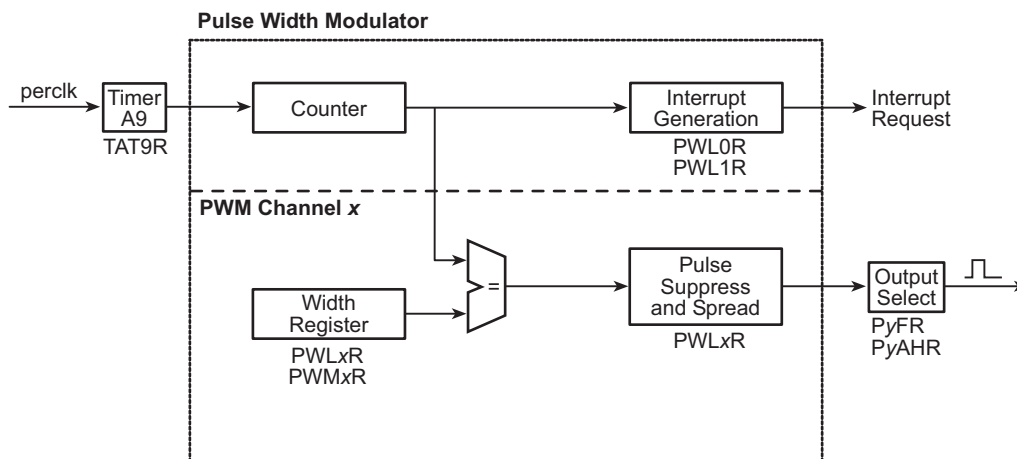 Pulse Width Modulator
perclk
Timer
A9
TAT9R
Counter
Interrupt
Generation
PWL0R
PWL1R
Interrupt
Request
PWM Channel x
Width
Register
PWLxR
PWMxR
=
Pulse
Suppress
and Spread
PWLxR
Output
Select
PyFR
PyAHR